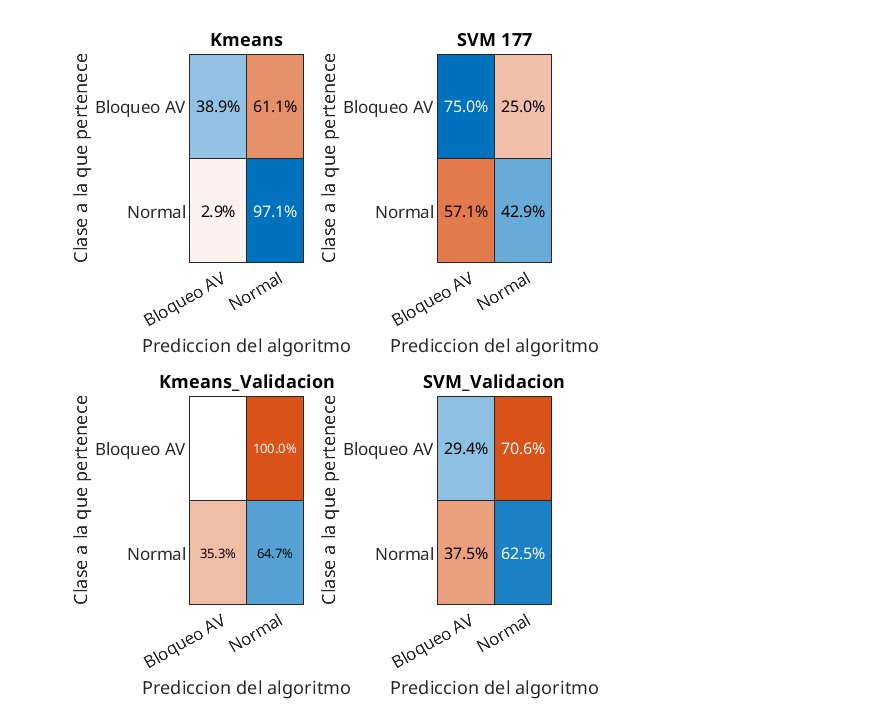 Kmeans
Clase a la que pertenece
Bloqueo AV
38.9% 61.1%
Normal
2.9% 97.1%
Bloqueo AV
Normal
Prediccion del algoritmo
SVM 177
Clase a la que pertenece
Bloqueo AV
75.0% 25.0%
Normal
57.1% 42.9%
Bloqueo AV
Normal
Prediccion del algoritmo
Kmeans_Validacion
Clase a la que pertenece
Bloqueo AV
100.0%
Normal
35.3% 64.7%
Bloqueo AV
Normal
Prediccion del algoritmo
SVM_Validacion
Clase a la que pertenece
Bloqueo AV
29.4% 70.6%
Normal
37.5% 62.5%
Bloqueo AV
Normal
Prediccion del algoritmo